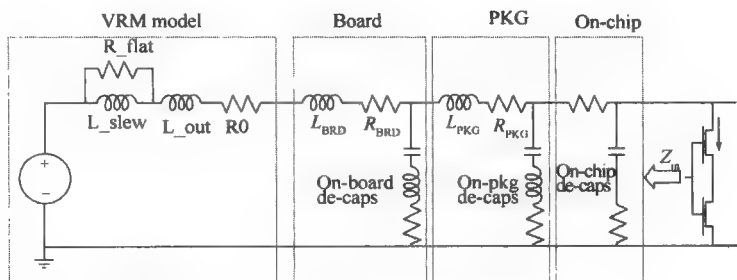 VRM model
Board
PKG
On-chip
R_flat
L_slew
L_out
R0
L_BRD
R_BRD
L_PKG
R_PKG
+
−
On-board
de-caps
On-pkg
de-caps
On-chip
de-caps
Z_in